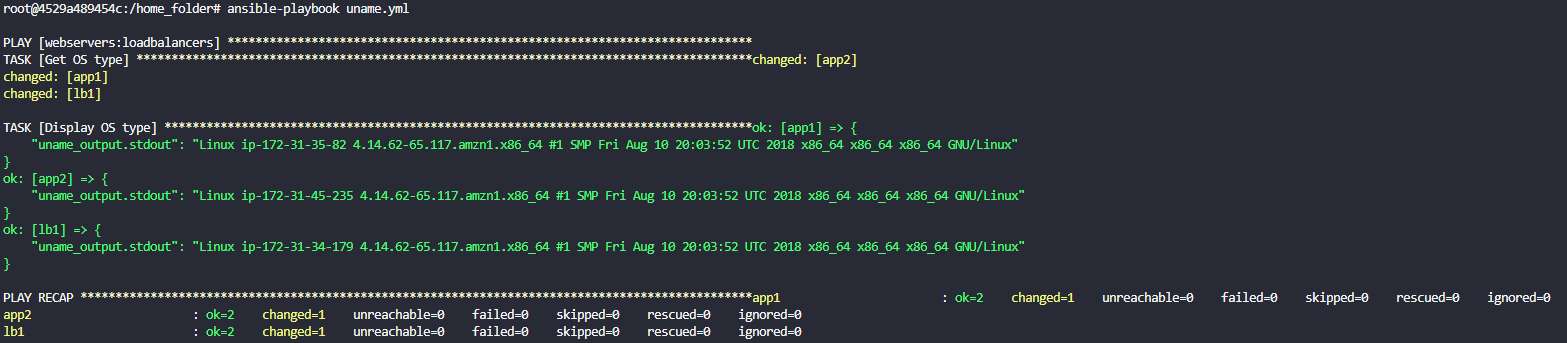 root@4529a489454c:/home_folder# ansible-playbook uname.yml
PLAY [webservers:loadbalancers] ***************************************************************************
TASK [Get OS type] ****************************************************************************************changed: [app2]
changed: [app1]
changed: [lb1]
TASK [Display OS type] ************************************************************************************ok: [app1] => {
    "uname_output.stdout": "Linux ip-172-31-35-82 4.14.62-65.117.amzn1.x86_64 #1 SMP Fri Aug 10 20:03:52 UTC 2018 x86_64 x86_64 x86_64 GNU/Linux"
}
ok: [app2] => {
    "uname_output.stdout": "Linux ip-172-31-45-235 4.14.62-65.117.amzn1.x86_64 #1 SMP Fri Aug 10 20:03:52 UTC 2018 x86_64 x86_64 x86_64 GNU/Linux"
}
ok: [lb1] => {
    "uname_output.stdout": "Linux ip-172-31-34-179 4.14.62-65.117.amzn1.x86_64 #1 SMP Fri Aug 10 20:03:52 UTC 2018 x86_64 x86_64 x86_64 GNU/Linux"
}
PLAY RECAP ************************************************************************************************app1                       : ok=2    changed=1    unreachable=0    failed=0    skipped=0    rescued=0    ignored=0
app2                       : ok=2    changed=1    unreachable=0    failed=0    skipped=0    rescued=0    ignored=0
lb1                        : ok=2    changed=1    unreachable=0    failed=0    skipped=0    rescued=0    ignored=0